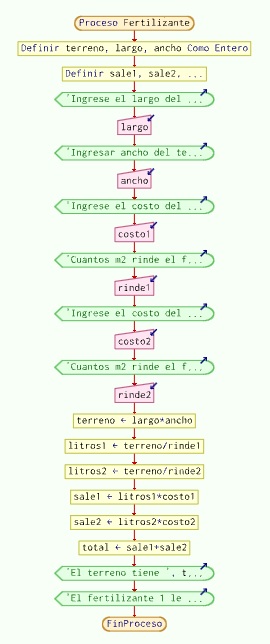 Proceso Fertilizante
Definir terreno, largo, ancho Como Entero
Definir sale1, sale2, ...
'Ingrese el largo del ...
largo
'Ingresar ancho del te...
ancho
'Ingrese el costo del ...
costo1
'Cuantos m2 rinde el f...
rinde1
'Ingrese el costo del ...
costo2
'Cuantos m2 rinde el f...
rinde2
terreno ← largo*ancho
litros1 ← terreno/rinde1
litros2 ← terreno/rinde2
sale1 ← litros1*costo1
sale2 ← litros2*costo2
total ← sale1+sale2
'El terreno tiene ', t...
'El fertilizante 1 le ...
FinProceso